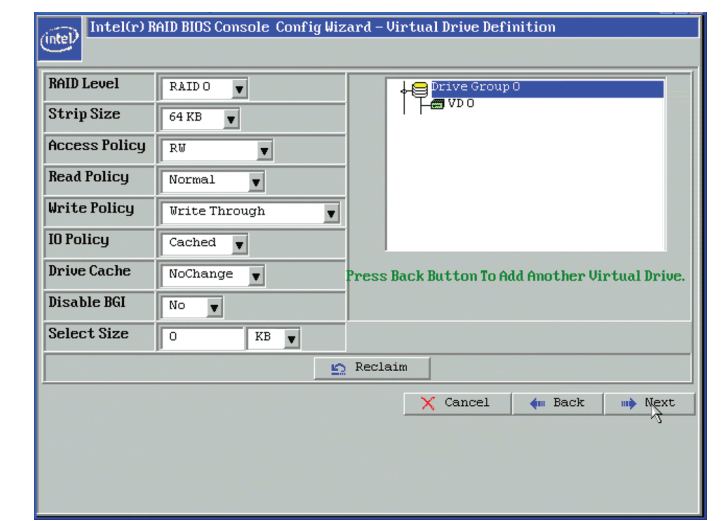 intel
Intel(r) RAID BIOS Console Config Wizard – Virtual Drive Definition
RAID Level RAID 0
Strip Size 64 KB
Access Policy RW
Read Policy Normal
Write Policy Write Through
IO Policy Cached
Drive Cache NoChange
Disable BGI No
Select Size 0 KB
Drive Group 0
VD 0
Press Back Button To Add Another Virtual Drive.
Reclaim
Cancel Back Next